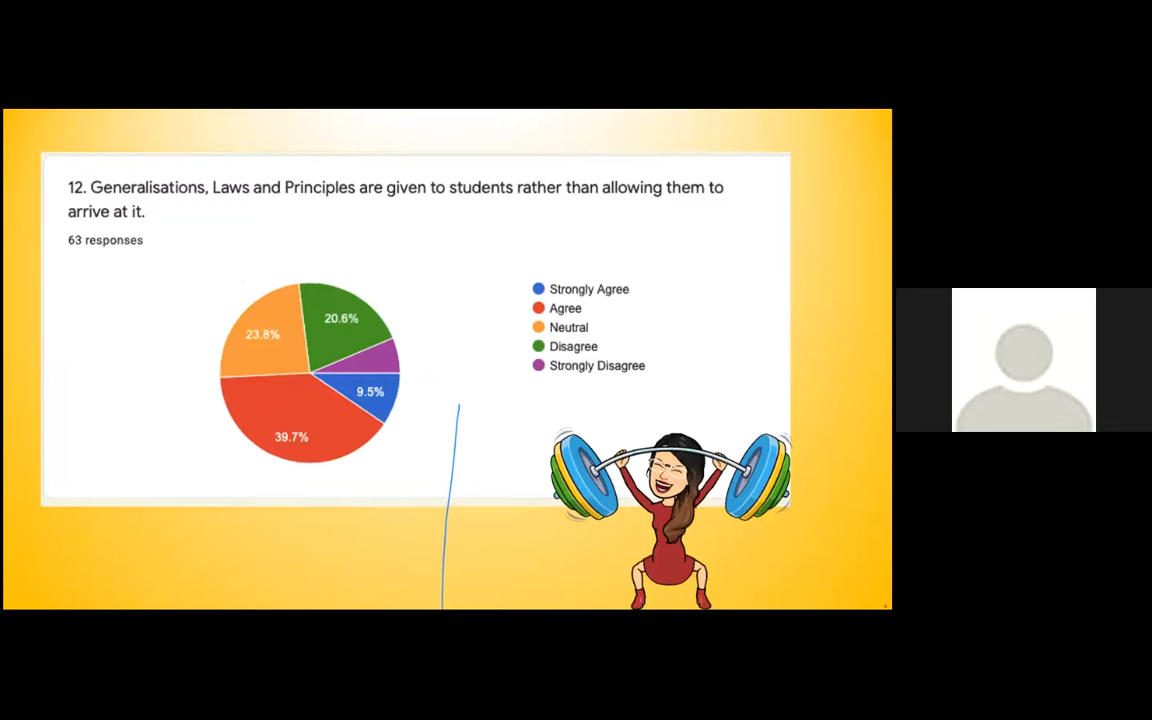 12. Generalisations, Laws and Principles are given to students rather than allowing them to
arrive at it.
63 responses
Strongly Agree
Agree
Neutral
Disagree
Strongly Disagree
20.6%
23.8%
9.5%
39.7%